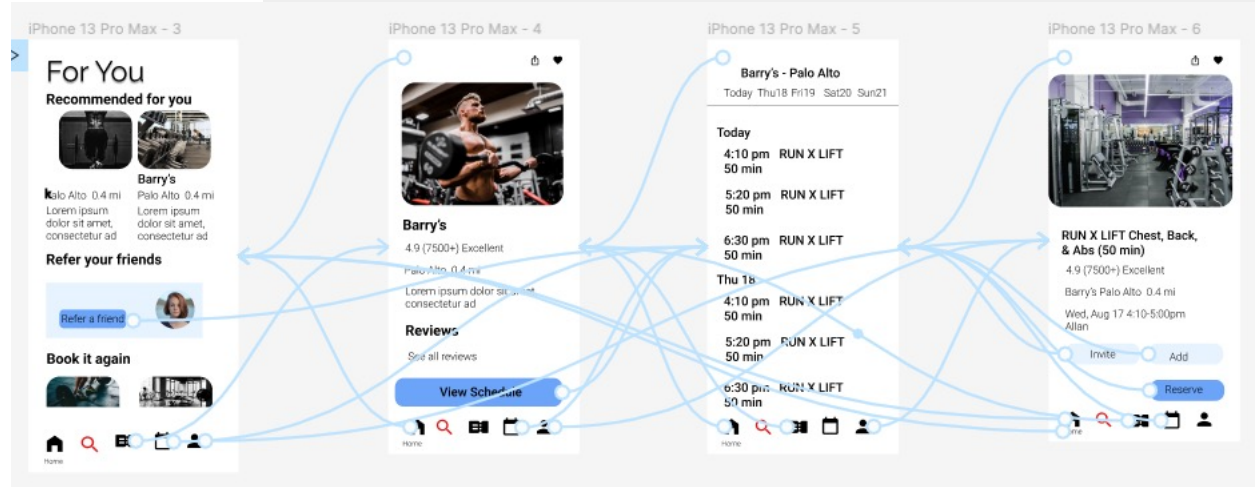 iPhone 13 Pro Max - 3
For You
Recommended for you
Barry's
Palo Alto 0.4 mi
Palo Alto 0.4 mi
Lorem ipsum
dolor sit amet,
consectetur ad
Lorem ipsum
dolor sit amet,
consectetur ad
Refer your friends
Refer a friend
Book it again
Home
iPhone 13 Pro Max - 4
Barry's
4.9 (7500+) Excellent
Palo Alto 0.4 mi
Lorem ipsum dolor sit amet,
consectetur ad
Reviews
See all reviews
View Schedule
Home
iPhone 13 Pro Max - 5
Barry's - Palo Alto
Today Thu18 Fri19 Sat20 Sun21
Today
4:10 pm RUN X LIFT
50 min
5:20 pm RUN X LIFT
50 min
6:30 pm RUN X LIFT
50 min
Thu 18
4:10 pm RUN X LIFT
50 min
5:20 pm RUN X LIFT
50 min
6:30 pm RUN X LIFT
50 min
Home
iPhone 13 Pro Max - 6
RUN X LIFT Chest, Back,
& Abs (50 min)
4.9 (7500+) Excellent
Barry's Palo Alto 0.4 mi
Wed, Aug 17 4:10-5:00pm
Allan
Invite
Add
Reserve
Home